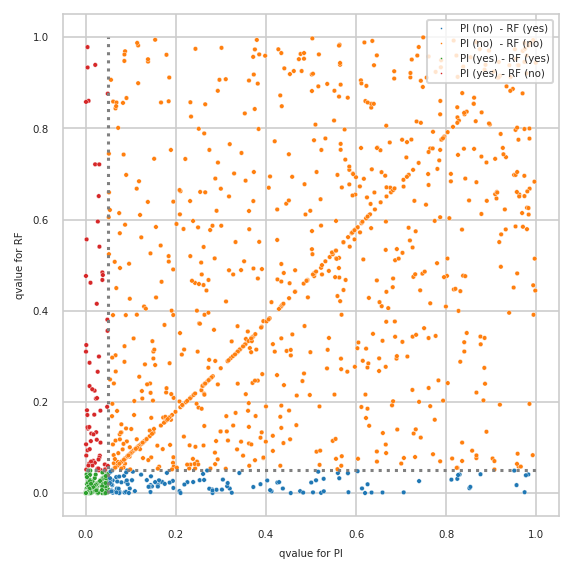 PI (no) - RF (yes)
PI (no) - RF (no)
PI (yes) - RF (yes)
PI (yes) - RF (no)
1.0
0.8
0.6
0.4
0.2
0.0
qvalue for RF
0.0 0.2 0.4 0.6 0.8 1.0
qvalue for PI